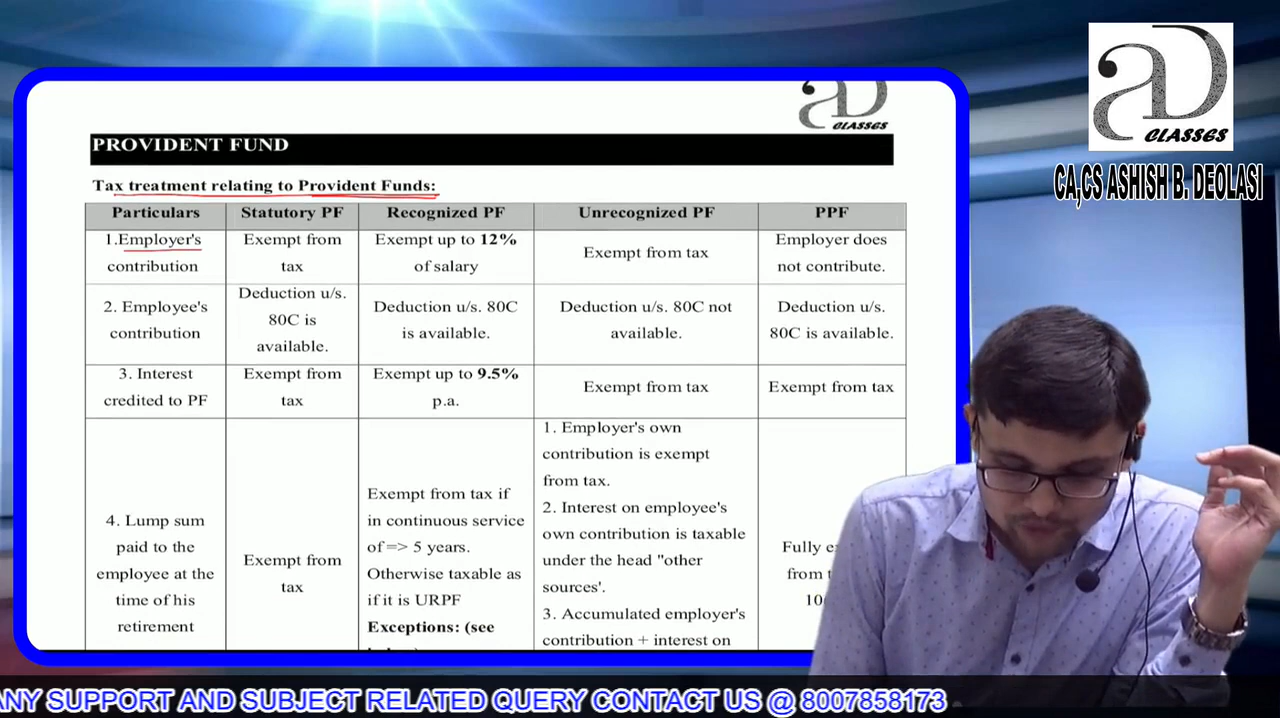 aD
CLASSES
aD
CLASSES
CA,CS ASHISH B. DEOLASI
PROVIDENT FUND
Tax treatment relating to Provident Funds:
Particulars Statutory PF Recognized PF Unrecognized PF PPF
1.Employer's contribution
Exempt from tax
Exempt up to 12% of salary
Exempt from tax
Employer does not contribute.
2. Employee's contribution
Deduction u/s. 80C is available.
Deduction u/s. 80C is available.
Deduction u/s. 80C not available.
Deduction u/s. 80C is available.
3. Interest credited to PF
Exempt from tax
Exempt up to 9.5% p.a.
Exempt from tax
Exempt from tax
4. Lump sum
paid to the
employee at the
time of his
retirement
Exempt from
tax
Exempt from tax if
in continuous service
of => 5 years.
Otherwise taxable as
if it is URPF
Exceptions: (see
1. Employer's own
contribution is exempt
from tax.
2. Interest on employee's
own contribution is taxable
under the head "other
sources'.
3. Accumulated employer's
contribution + interest on
Fully
from
ANY SUPPORT AND SUBJECT RELATED QUERY CONTACT US @ 8007858173